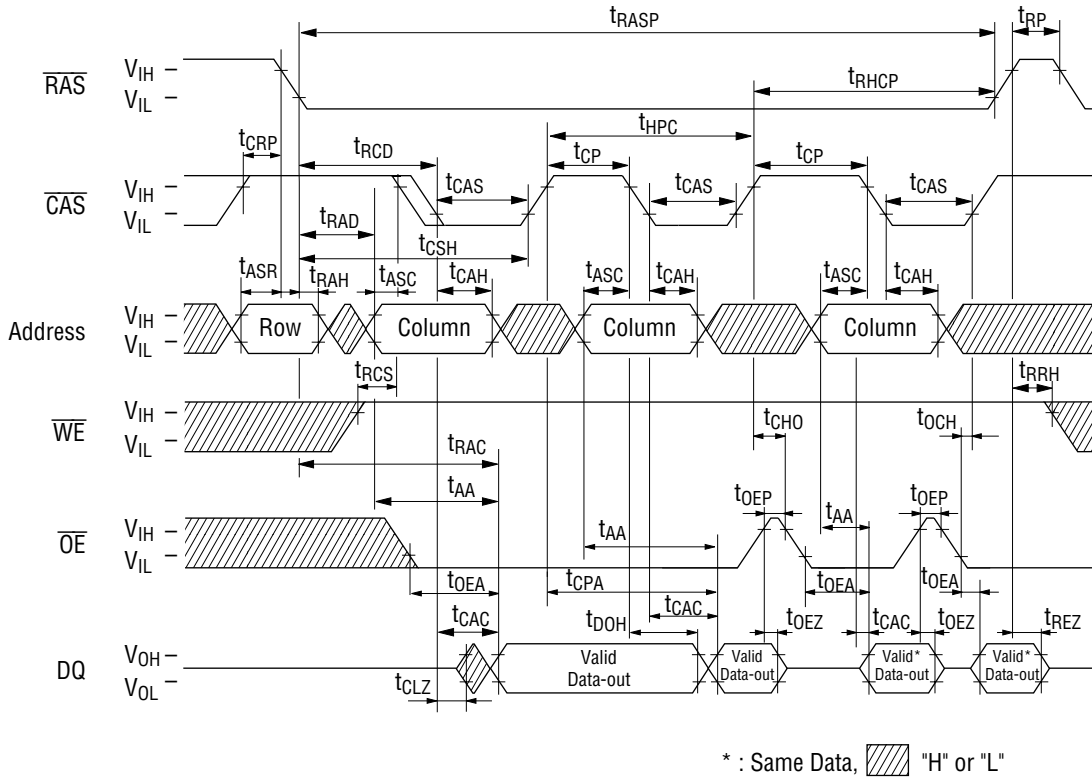 tRASP
tRP
RAS
VIH
VIL
tRHCP
tHPC
tCRP
tRCD
tCP
tCP
CAS
VIH
VIL
tCAS
tCAS
tCAS
tRAD
tCSH
tASR
tRAH
tASC
tCAH
tASC
tCAH
tASC
tCAH
Address
VIH
VIL
Row
Column
Column
Column
tRCS
tRRH
WE
VIH
VIL
tCHO
tOCH
tRAC
tAA
tOEP
tOEP
OE
VIH
VIL
tAA
tAA
tOEA
tCPA
tOEA
tOEA
tCAC
tCAC
tDOH
tOEZ
tCAC
tOEZ
tREZ
DQ
VOH
VOL
Valid
Data-out
Valid
Data-out
Valid*
Data-out
Valid*
Data-out
tCLZ
* : Same Data, "H" or "L"